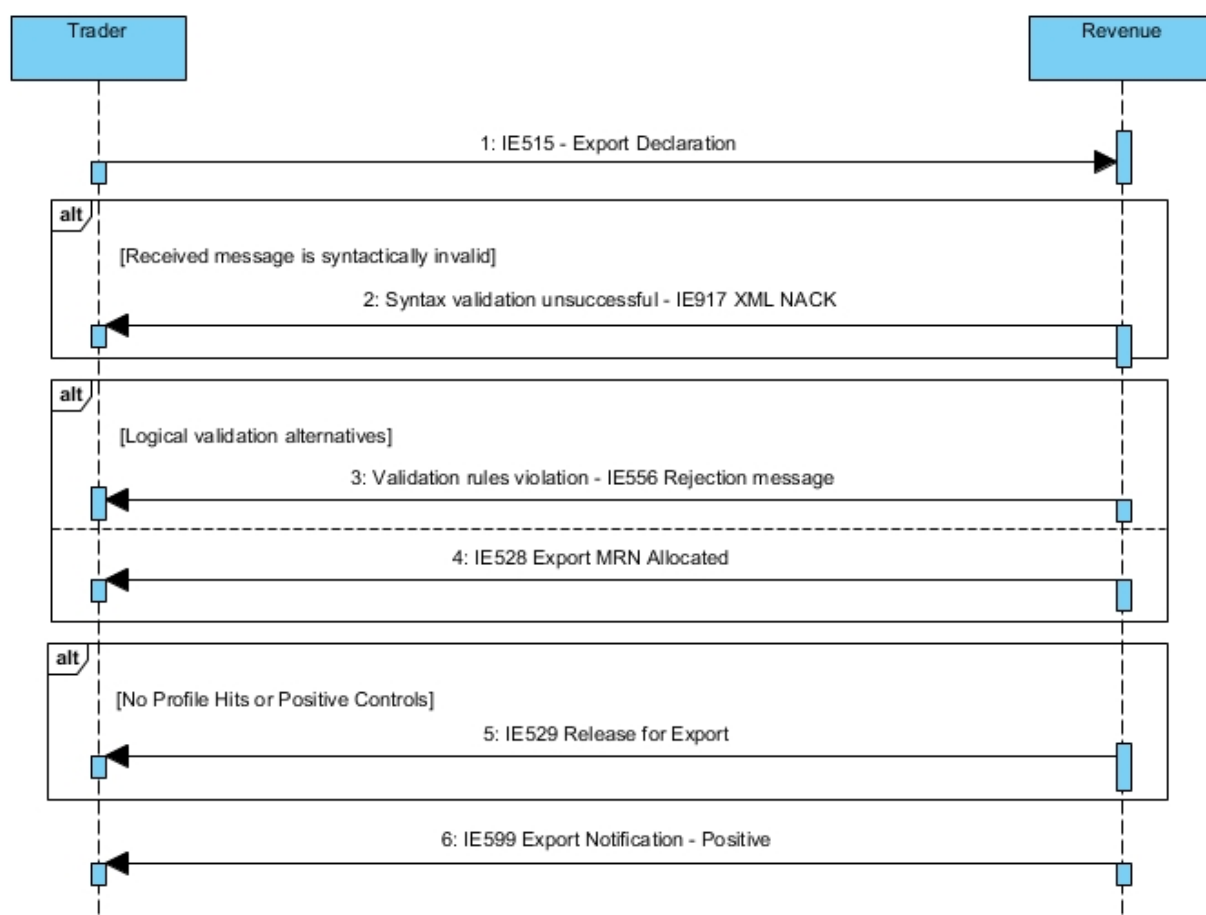 Trader
Revenue
1: IE515 - Export Declaration
alt
[Received message is syntactically invalid]
2: Syntax validation unsuccessful - IE917 XML NACK
alt
[Logical validation alternatives]
3: Validation rules violation - IE556 Rejection message
4: IE528 Export MRN Allocated
alt
[No Profile Hits or Positive Controls]
5: IE529 Release for Export
6: IE599 Export Notification - Positive